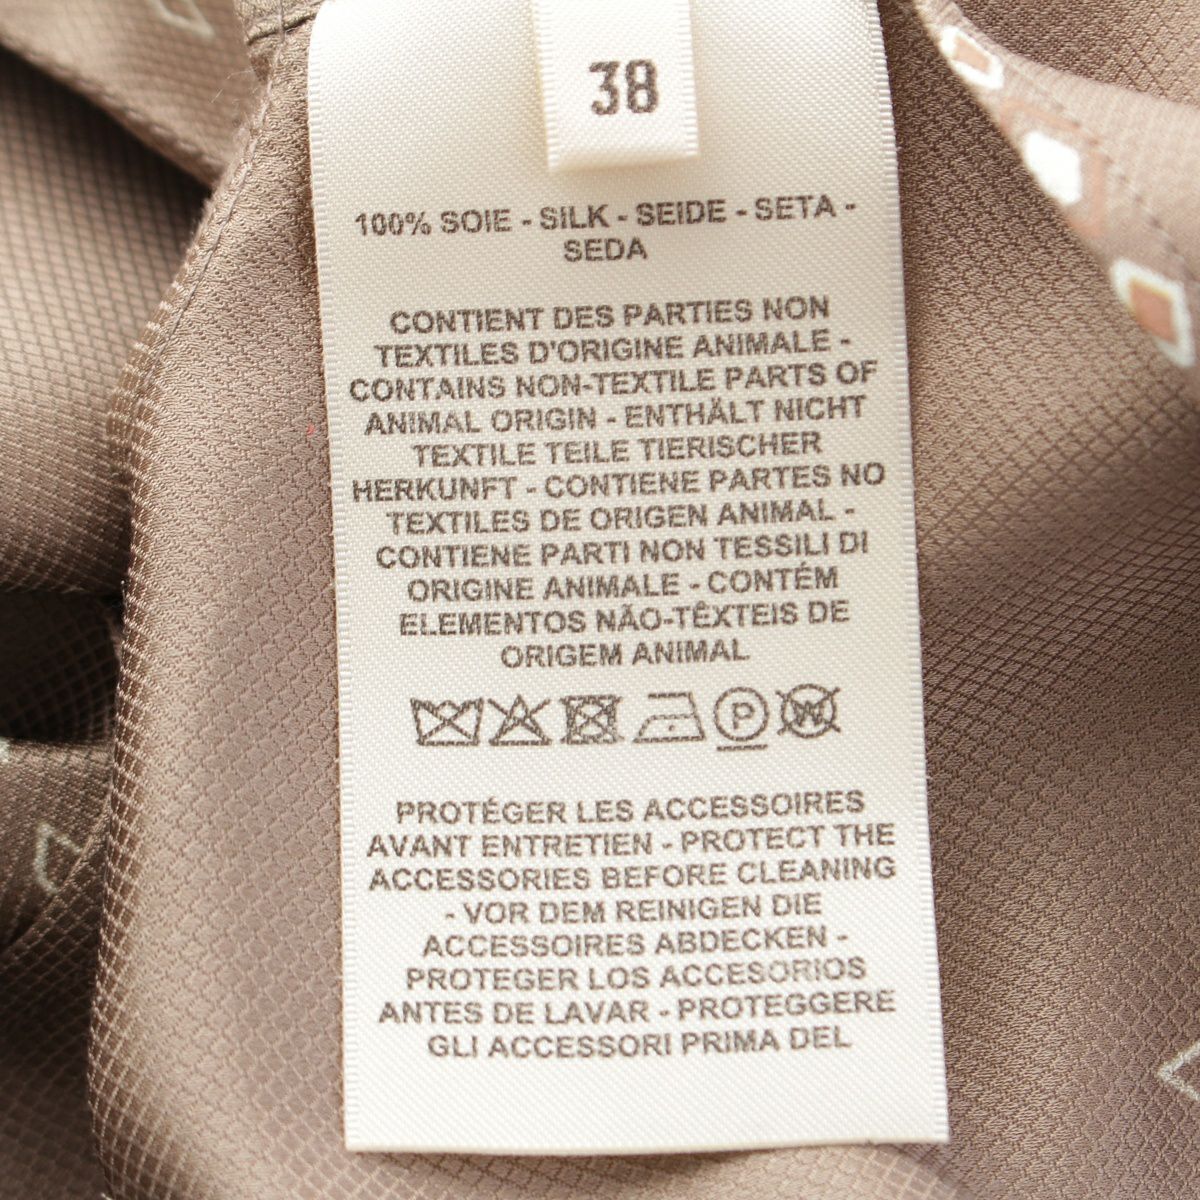 38
100% SOIE - SILK - SEIDE - SETA -
SEDA
CONTIENT DES PARTIES NON
TEXTILES D'ORIGINE ANIMALE -
CONTAINS NON-TEXTILE PARTS OF
ANIMAL ORIGIN - ENTHÄLT NICHT
TEXTILE TEILE TIERISCHER
HERKUNFT - CONTIENE PARTES NO
TEXTILES DE ORIGEN ANIMAL -
CONTIENE PARTI NON TESSILI DI
ORIGINE ANIMALE - CONTÉM
ELEMENTOS NÃO-TÊXTEIS DE
ORIGEM ANIMAL
P W
PROTÉGER LES ACCESSOIRES
AVANT ENTRETIEN - PROTECT THE
ACCESSORIES BEFORE CLEANING
- VOR DEM REINIGEN DIE
ACCESSOIRES ABDECKEN -
PROTEGER LOS ACCESORIOS
ANTES DE LAVAR - PROTEGGERE
GLI ACCESSORI PRIMA DEL